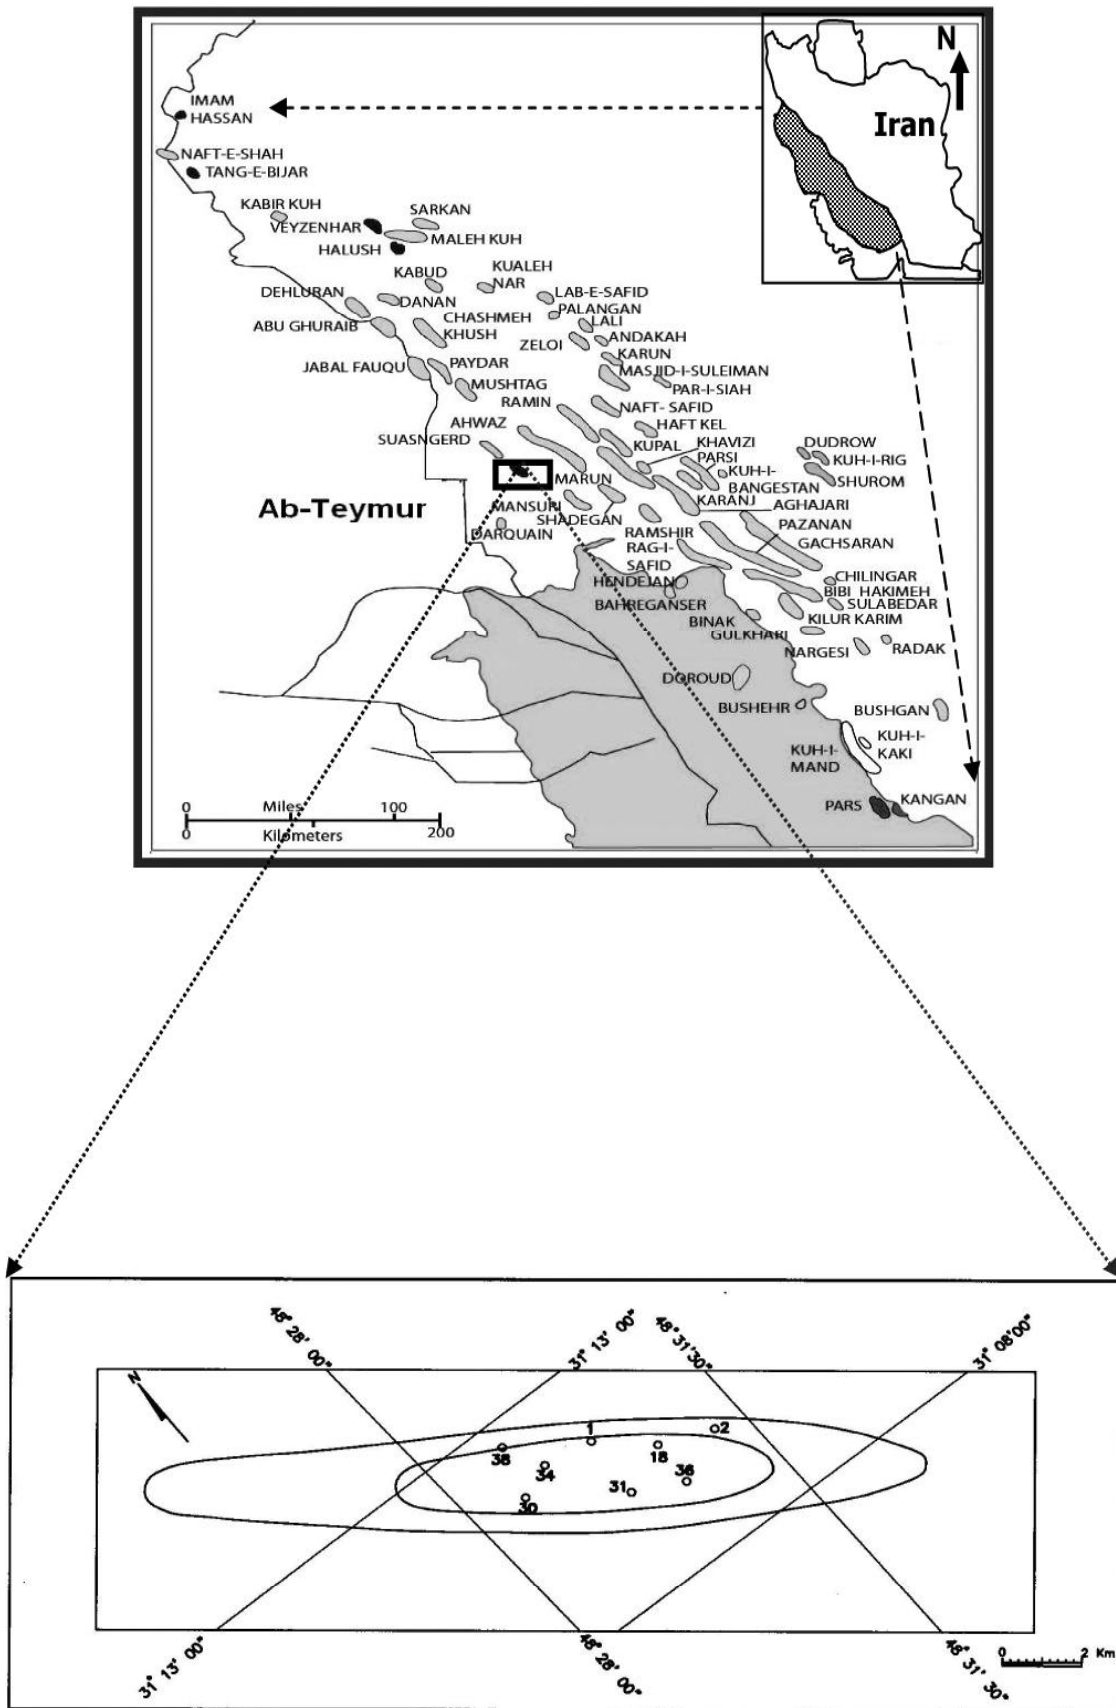 N
Iran
IMAM
HASSAN
NAFT-E-SHAH
TANG-E-BIJAR
KABIR KUH
VEYZENHAR
SARKAN
MALEH KUH
HALUSH
KUALEH
NAR
KABUD
LAB-E-SAFID
DEHLURAN
DANAN
PALANGAN
CHASHMEH
KHUSH
LALI
ABU GHURAIB
ZELOI
ANDAKAH
KARUN
JABAL FAUQU
PAYDAR
MASJID-I-SULEIMAN
MUSHTAG
PAR-I-SIAH
RAMIN
NAFT- SAFID
AHWAZ
HAFT KEL
SUASNGERD
KUPAL
KHAVIZI
PARSI
DUDROW
KUH-I-RIG
KUH-I-
BANGESTAN
SHUROM
MARUN
Ab-Teymur
MANSURI
KARANJ
AGHAJARI
SHADEGAN
PAZANAN
DARQUAIN
RAMSHIR
GACHSARAN
RAG-I-
SAFID
HENDEJAN
CHILINGAR
BIBI HAKIMEH
BAHREGANSER
SULABEDAR
BINAK
KILUR KARIM
GULKHARI
NARGESI
RADAK
DOROUD
BUSHEHR
BUSHGAN
KUH-I-
KAKI
KUH-I-
MAND
PARS
KANGAN
0 Miles 100
0 Kilometers 200
48° 28' 00"
31° 13' 00"
48° 31' 30"
31° 08' 00"
N
1
2
38
18
34
36
31
30
31° 13' 00"
48° 28' 00"
48° 31' 30"
0 2 Km